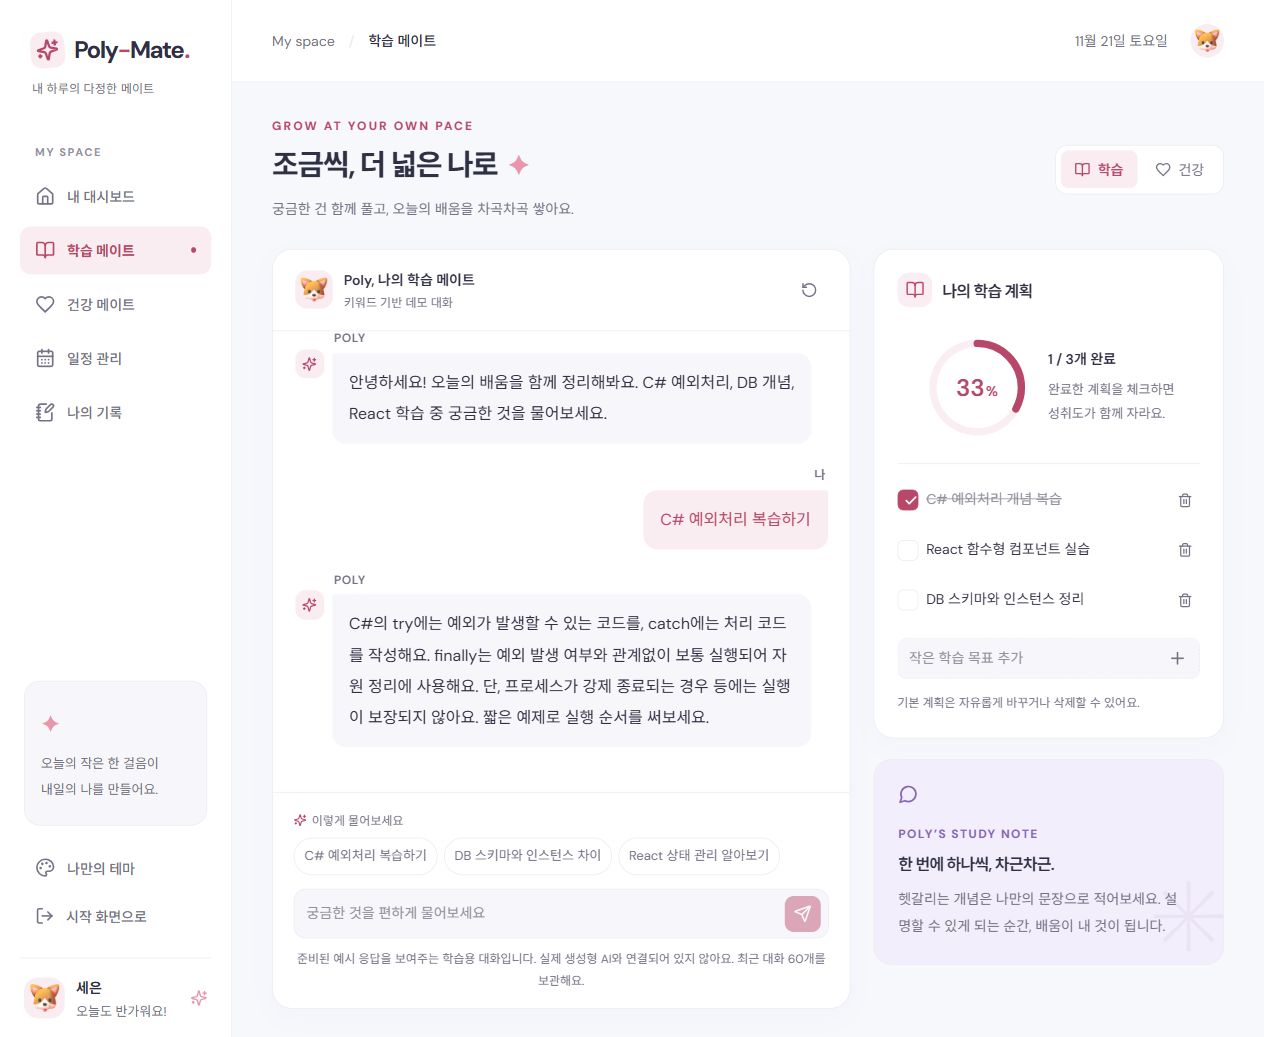 Poly-Mate.
내 하루의 다정한 메이트
MY SPACE
내 대시보드
학습 메이트
건강 메이트
일정 관리
나의 기록
오늘의 작은 한 걸음이
내일의 나를 만들어요.
나만의 테마
시작 화면으로
세은
오늘도 반가워요!
My space / 학습 메이트
11월 21일 토요일
GROW AT YOUR OWN PACE
조금씩, 더 넓은 나로
궁금한 건 함께 풀고, 오늘의 배움을 차곡차곡 쌓아요.
학습
건강
Poly, 나의 학습 메이트
키워드 기반 데모 대화
POLY
안녕하세요! 오늘의 배움을 함께 정리해봐요. C# 예외처리, DB 개념,
React 학습 중 궁금한 것을 물어보세요.
나
C# 예외처리 복습하기
POLY
C#의 try에는 예외가 발생할 수 있는 코드를, catch에는 처리 코드
를 작성해요. finally는 예외 발생 여부와 관계없이 보통 실행되어 자
원 정리에 사용해요. 단, 프로세스가 강제 종료되는 경우 등에는 실행
이 보장되지 않아요. 짧은 예제로 실행 순서를 써보세요.
이렇게 물어보세요
C# 예외처리 복습하기
DB 스키마와 인스턴스 차이
React 상태 관리 알아보기
궁금한 것을 편하게 물어보세요
준비된 예시 응답을 보여주는 학습용 대화입니다. 실제 생성형 AI와 연결되어 있지 않아요. 최근 대화 60개를
보관해요.
나의 학습 계획
33%
1 / 3개 완료
완료한 계획을 체크하면
성취도가 함께 자라요.
C# 예외처리 개념 복습
React 함수형 컴포넌트 실습
DB 스키마와 인스턴스 정리
작은 학습 목표 추가
기본 계획은 자유롭게 바꾸거나 삭제할 수 있어요.
POLY'S STUDY NOTE
한 번에 하나씩, 차근차근.
헷갈리는 개념은 나만의 문장으로 적어보세요. 설
명할 수 있게 되는 순간, 배움이 내 것이 됩니다.